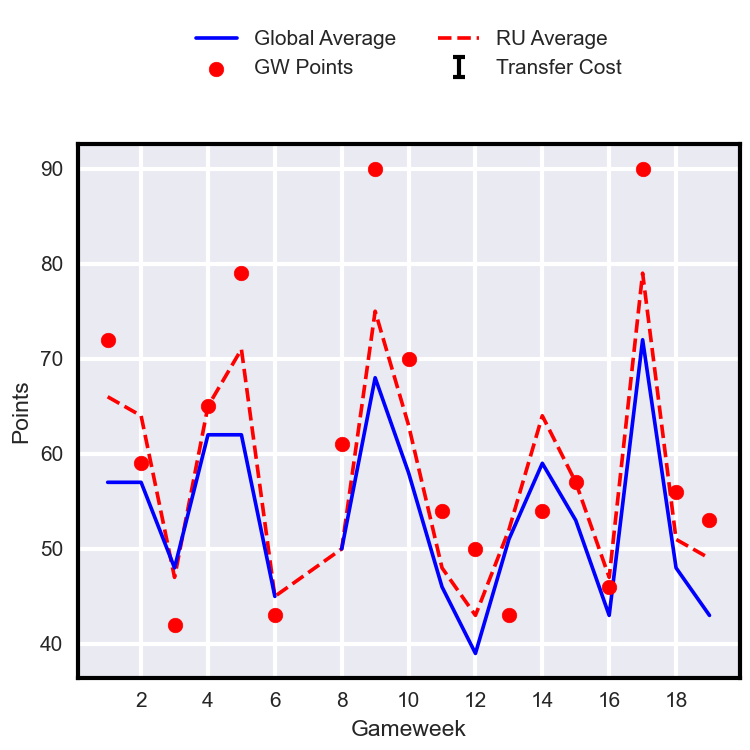 Global Average
RU Average
GW Points
Transfer Cost
90
80
70
60
50
40
Points
2 4 6 8 10 12 14 16 18
Gameweek